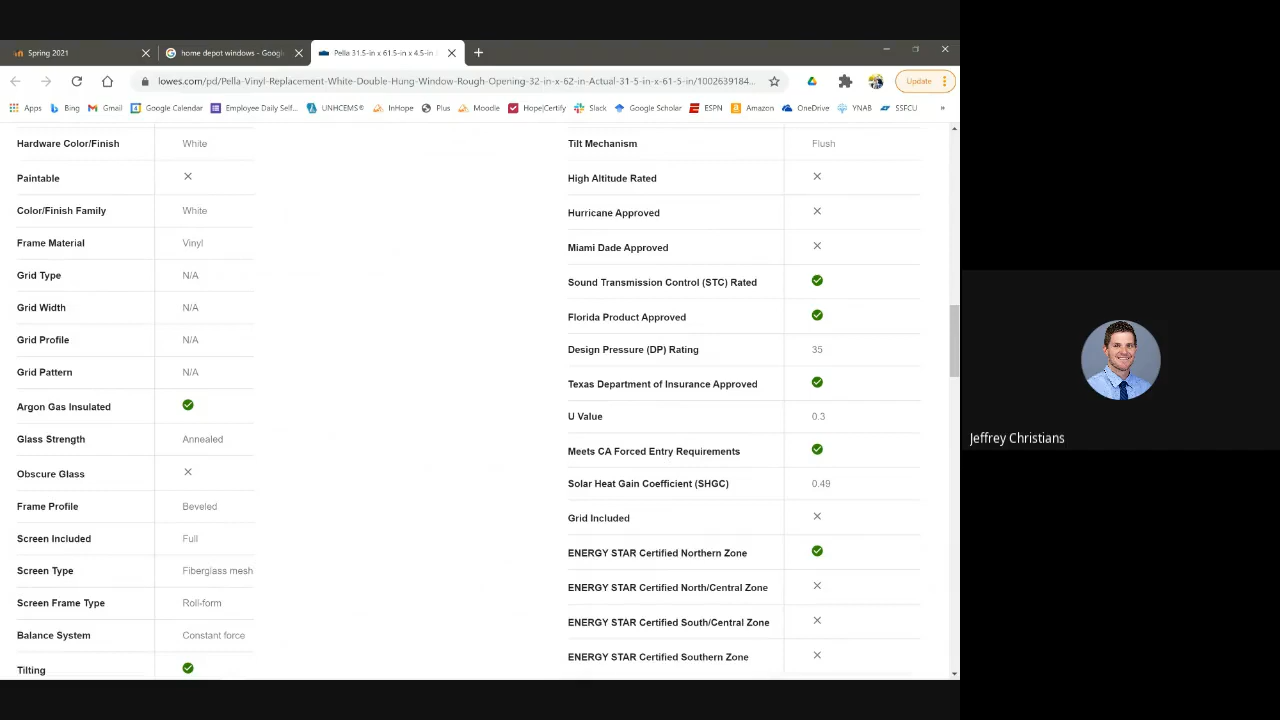 Spring 2021
home depot windows - Googl
Pella 31.5-in x 61.5-in x 4.5-in
lowes.com/pd/Pella-Vinyl-Replacement-White-Double-Hung-Window-Rough-Opening-32-in-x-62-in-Actual-31-5-in-x-61-5-in/1002639184...
Update
Apps
Bing
Gmail
Google Calendar
Employee Daily Self...
UNHCEMS®
InHope
Plus
Moodle
Hope|Certify
Slack
Google Scholar
ESPN
Amazon
OneDrive
YNAB
SSFCU
»
Hardware Color/Finish White
Paintable
Color/Finish Family White
Frame Material Vinyl
Grid Type N/A
Grid Width N/A
Grid Profile N/A
Grid Pattern N/A
Argon Gas Insulated
Glass Strength Annealed
Obscure Glass
Frame Profile Beveled
Screen Included Full
Screen Type Fiberglass mesh
Screen Frame Type Roll-form
Balance System Constant force
Tilting
Tilt Mechanism Flush
High Altitude Rated
Hurricane Approved
Miami Dade Approved
Sound Transmission Control (STC) Rated
Florida Product Approved
Design Pressure (DP) Rating 35
Texas Department of Insurance Approved
U Value 0.3
Meets CA Forced Entry Requirements
Solar Heat Gain Coefficient (SHGC) 0.49
Grid Included
ENERGY STAR Certified Northern Zone
ENERGY STAR Certified North/Central Zone
ENERGY STAR Certified South/Central Zone
ENERGY STAR Certified Southern Zone
Jeffrey Christians